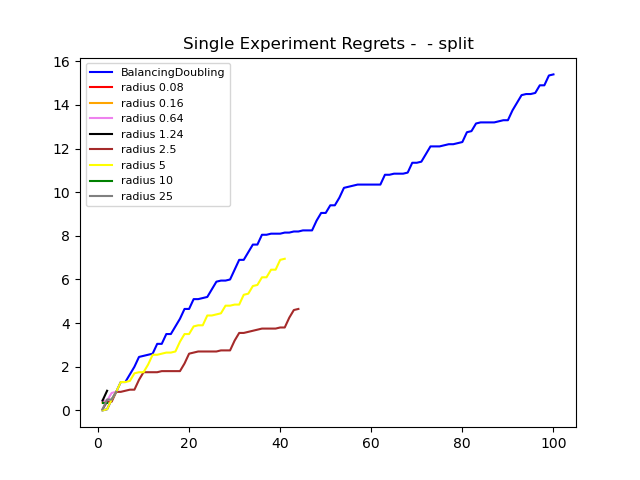 Single Experiment Regrets -  - split
16
14
12
10
8
6
4
2
0
BalancingDoubling
radius 0.08
radius 0.16
radius 0.64
radius 1.24
radius 2.5
radius 5
radius 10
radius 25
0 20 40 60 80 100